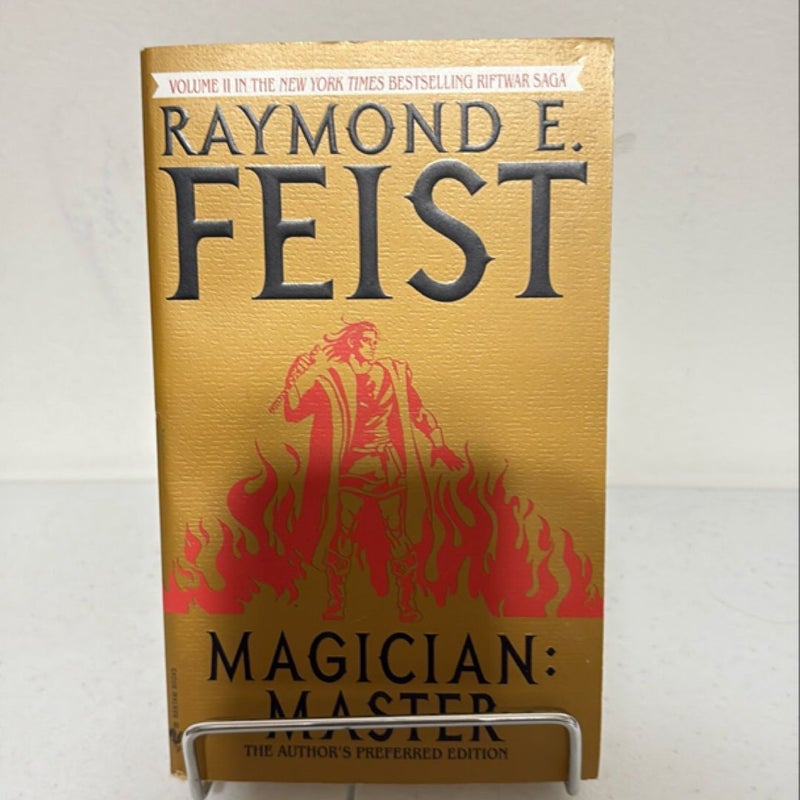 VOLUME II IN THE NEW YORK TIMES BESTSELLING RIFTWAR SAGA
RAYMOND E.
FEIST
MAGICIAN:
MASTER
THE AUTHOR'S PREFERRED EDITION